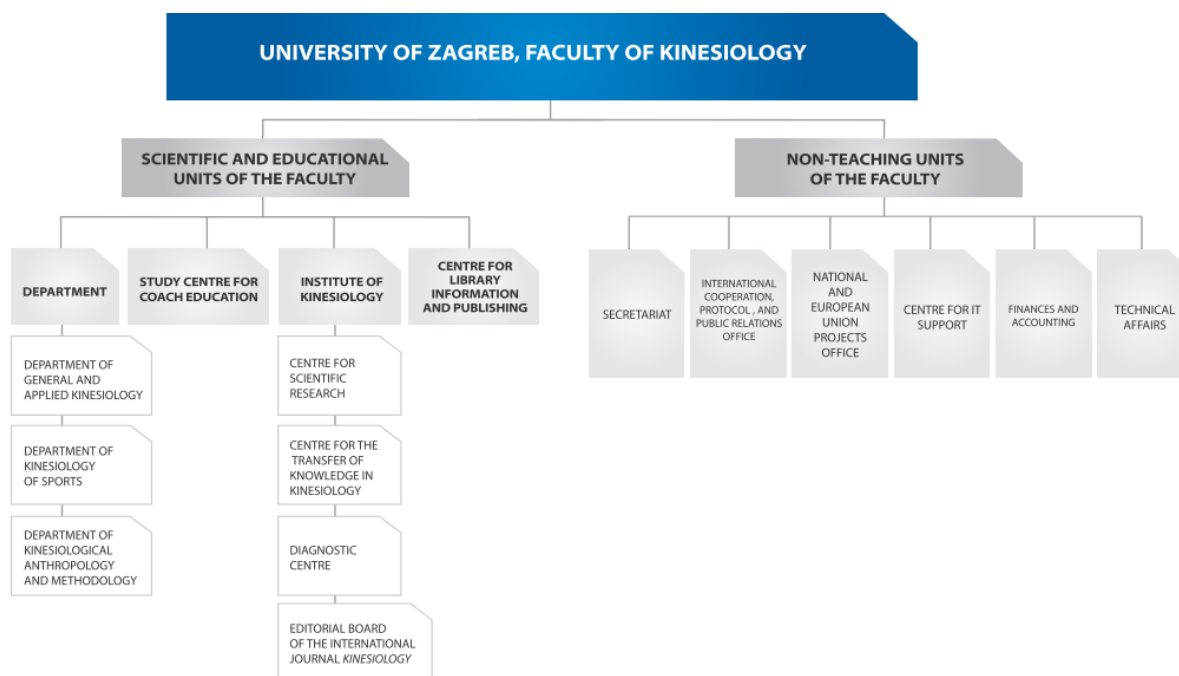 UNIVERSITY OF ZAGREB, FACULTY OF KINESIOLOGY
SCIENTIFIC AND EDUCATIONAL
UNITS OF THE FACULTY
NON-TEACHING UNITS
OF THE FACULTY
DEPARTMENT
STUDY CENTRE FOR
COACH EDUCATION
INSTITUTE OF
KINESIOLOGY
CENTRE FOR
LIBRARY
INFORMATION
AND PUBLISHING
SECRETARIAT
INTERNATIONAL
COOPERATION,
PROTOCOL , AND
PUBLIC RELATIONS
OFFICE
NATIONAL
AND
EUROPEAN
UNION
PROJECTS
OFFICE
CENTRE FOR IT
SUPPORT
FINANCES AND
ACCOUNTING
TECHNICAL
AFFAIRS
DEPARTMENT OF
GENERAL AND
APPLIED KINESIOLOGY
DEPARTMENT OF
KINESIOLOGY
OF SPORTS
DEPARTMENT OF
KINESIOLOGICAL
ANTHROPOLOGY
AND METHODOLOGY
CENTRE FOR
SCIENTIFIC
RESEARCH
CENTRE FOR THE
TRANSFER OF
KNOWLEDGE IN
KINESIOLOGY
DIAGNOSTIC
CENTRE
EDITORIAL BOARD
OF THE INTERNATIONAL
JOURNAL KINESIOLOGY